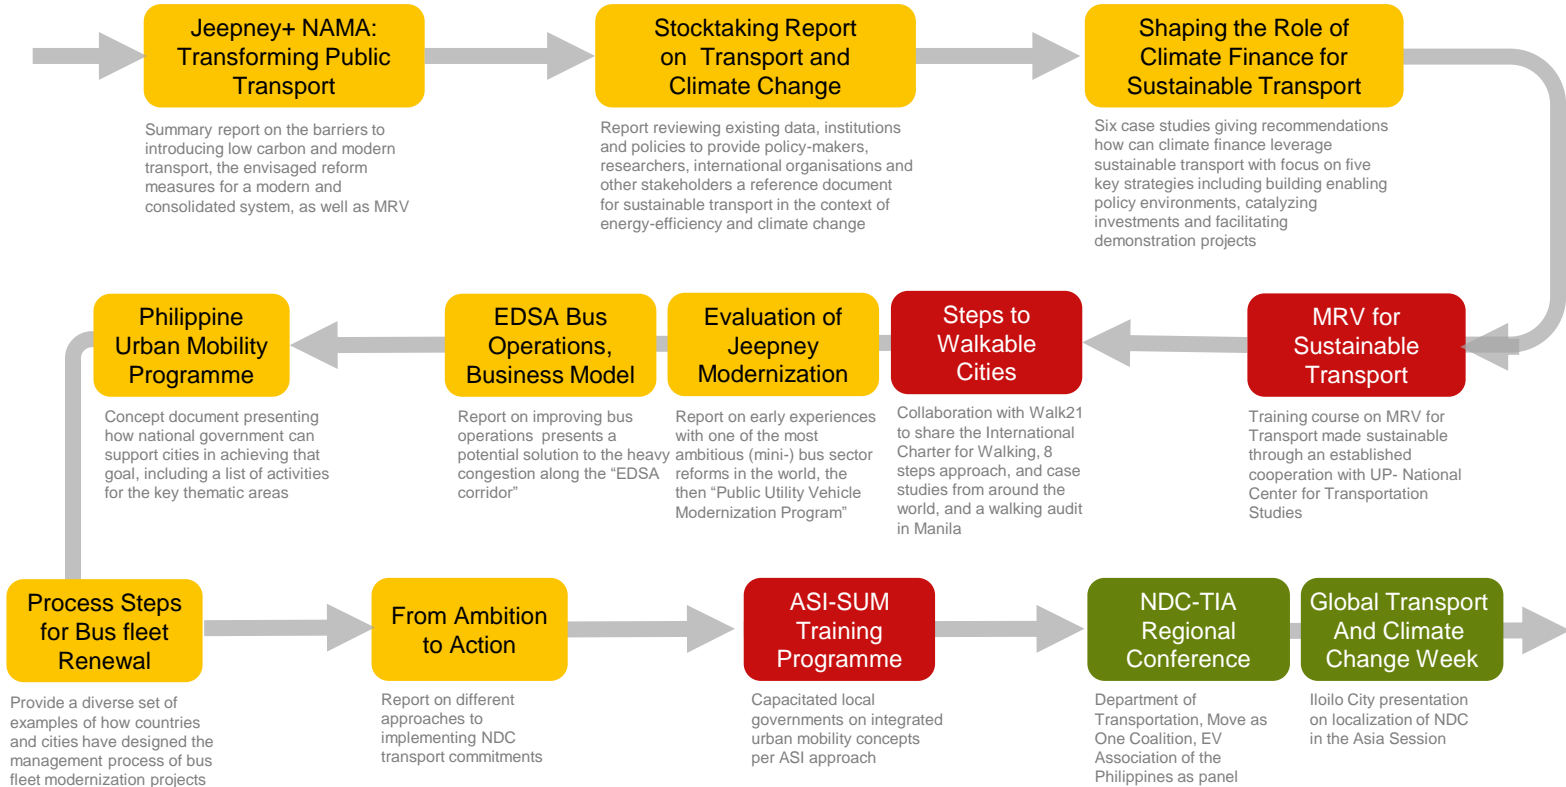 Jeepney+ NAMA:
Transforming Public
Transport
Summary report on the barriers to
introducing low carbon and modern
transport, the envisaged reform
measures for a modern and
consolidated system, as well as MRV
Stocktaking Report
on Transport and
Climate Change
Report reviewing existing data, institutions
and policies to provide policy-makers,
researchers, international organisations and
other stakeholders a reference document
for sustainable transport in the context of
energy-efficiency and climate change
Shaping the Role of
Climate Finance for
Sustainable Transport
Six case studies giving recommendations
how can climate finance leverage
sustainable transport with focus on five
key strategies including building enabling
policy environments, catalyzing
investments and facilitating
demonstration projects
Philippine
Urban Mobility
Programme
Concept document presenting
how national government can
support cities in achieving that
goal, including a list of activities
for the key thematic areas
EDSA Bus
Operations,
Business Model
Report on improving bus
operations presents a
potential solution to the heavy
congestion along the “EDSA
corridor”
Evaluation of
Jeepney
Modernization
Report on early experiences
with one of the most
ambitious (mini-) bus sector
reforms in the world, the
then “Public Utility Vehicle
Modernization Program”
Steps to
Walkable
Cities
Collaboration with Walk21
to share the International
Charter for Walking, 8
steps approach, and case
studies from around the
world, and a walking audit
in Manila
MRV for
Sustainable
Transport
Training course on MRV for
Transport made sustainable
through an established
cooperation with UP- National
Center for Transportation
Studies
Process Steps
for Bus fleet
Renewal
Provide a diverse set of
examples of how countries
and cities have designed the
management process of bus
fleet modernization projects
From Ambition
to Action
Report on different
approaches to
implementing NDC
transport commitments
ASI-SUM
Training
Programme
Capacitated local
governments on integrated
urban mobility concepts
per ASI approach
NDC-TIA
Regional
Conference
Department of
Transportation, Move as
One Coalition, EV
Association of the
Philippines as panel
Global Transport
And Climate
Change Week
Iloilo City presentation
on localization of NDC
in the Asia Session